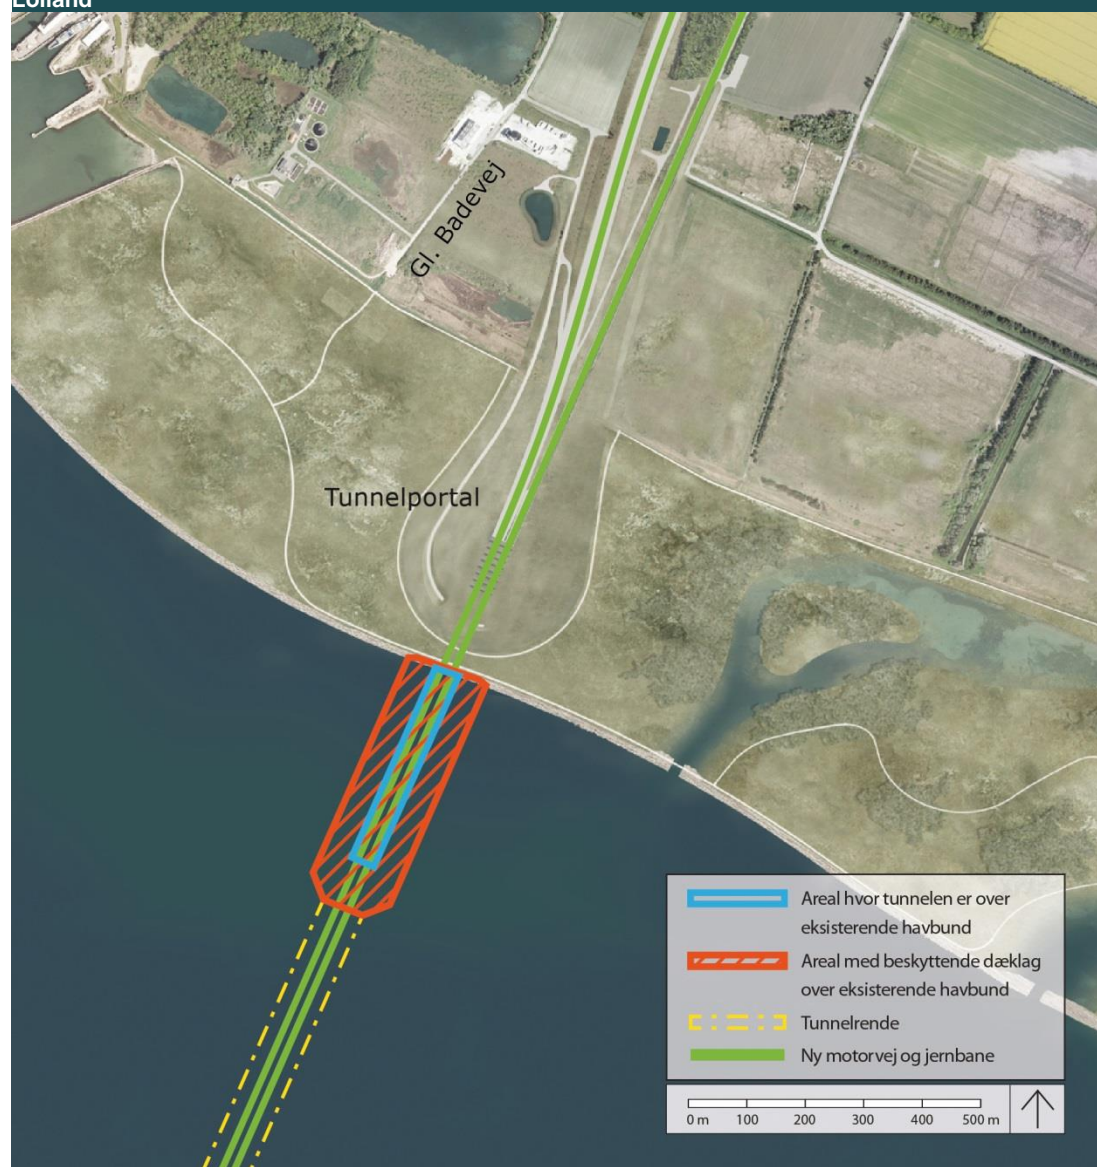 Lolland
Gl. Badevej
Tunnelportal
Areal hvor tunnelen er over
eksisterende havbund
Areal med beskyttende dæklag
over eksisterende havbund
Tunnelrende
Ny motorvej og jernbane
0 m 100 200 300 400 500 m